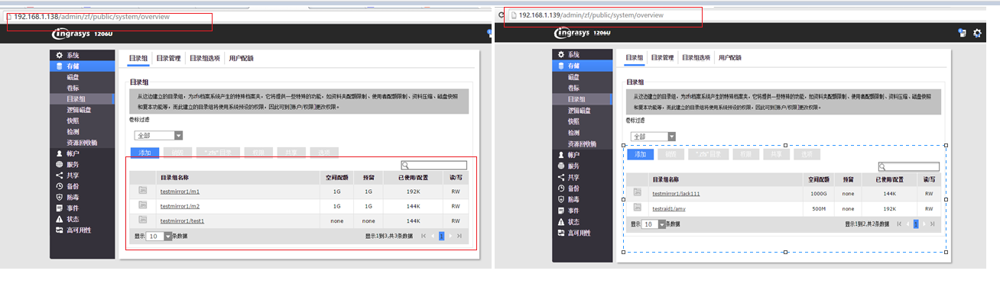 192.168.1.138/admin/zf/public/system/overview
ingrasys 1206U
系统
存储
磁盘
卷标
目录组
逻辑磁盘
快照
检测
资源回收桶
帐户
服务
共享
备份
防毒
事件
状态
高可用性
目录组 目录管理 目录组选项 用户配额
目录组
从这边建立的目录组，为zfs档案系统产生的特殊档案夹，它将提供一些特殊的功能，如资料夹配额限制、使用者配额限制、资料压缩、磁盘快照
和夏本功能等，而此建立的目录组将使用系统预设的权限，因此可到[账户/权限]更改权限。
卷标过滤
全部
添加 ".zfs"目录 权限 共享 选项
目录组名称 空间配额 预留 已使用/配置 读/写
testmirror1/m1 1G 1G 192K RW
testmirror1/m2 1G 1G 144K RW
testmirror1/test1 none none 144K RW
显示 10 条数据 显示1到3,共3条数据 1
192.168.1.139/admin/zf/public/system/overview
ingrasys 1206U
系统
存储
磁盘
卷标
目录组
逻辑磁盘
快照
检测
资源回收桶
帐户
服务
共享
备份
防毒
事件
状态
高可用性
目录组 目录管理 目录组选项 用户配额
目录组
从这边建立的目录组，为zfs档案系统产生的特殊档案夹，它将提供一些特殊的功能，如资料夹配额限制、使用者配额限制、资料压缩、磁盘快照
和夏本功能等，而此建立的目录组将使用系统预设的权限，因此可到[账户/权限]更改权限。
卷标过滤
全部
添加 ".zfs"目录 权限 共享 选项
目录组名称 空间配额 预留 已使用/配置 读/写
testmirror1/jack111 1000G none 144K RW
testraid1/amy 500M none 192K RW
显示 10 条数据 显示1到2,共2条数据 1